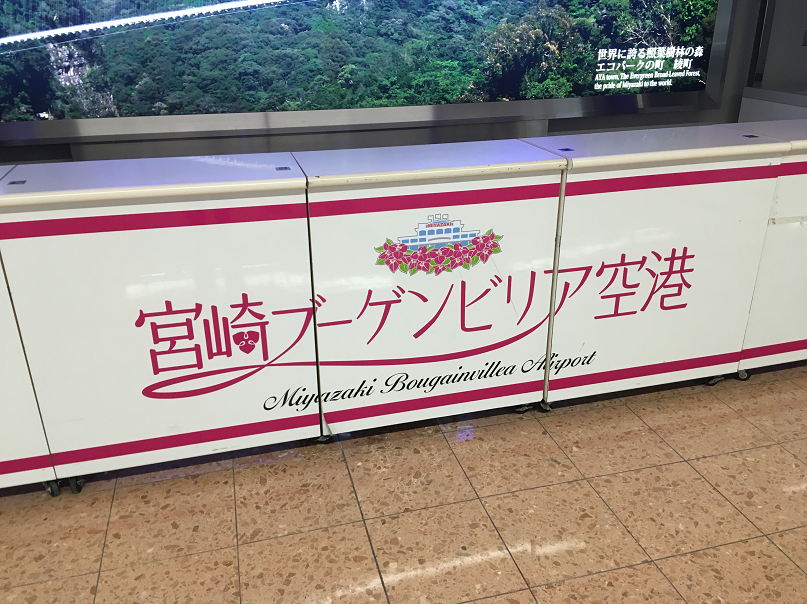 世界に誇る照葉樹林の森
エコパークの町　綾町
AYA town, The Evergreen Broad-Leaved Forest,
the pride of Miyazaki to the world.
MIYAZAKI
宮崎ブーゲンビリア空港
Miyazaki Bougainvillea Airport